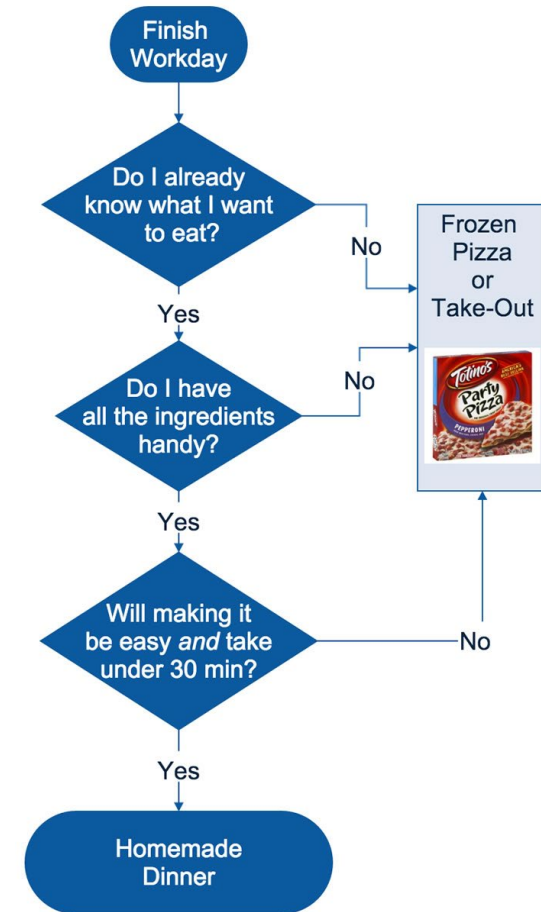 Finish
Workday
Do I already
know what I want
to eat?
No
Frozen
Pizza
or
Take-Out
Yes
Do I have
all the ingredients
handy?
No
Totino's
Party
Pizza
PEPPERONI
Yes
Will making it
be easy and take
under 30 min?
No
Yes
Homemade
Dinner